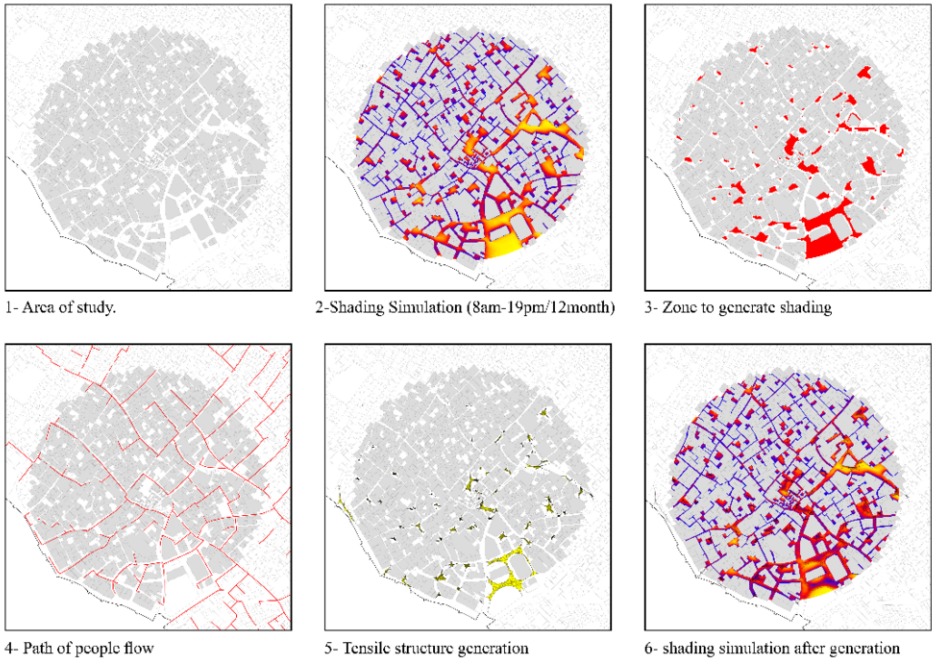 1- Area of study.
2-Shading Simulation (8am-19pm/12month)
3- Zone to generate shading
4- Path of people flow
5- Tensile structure generation
6- shading simulation after generation